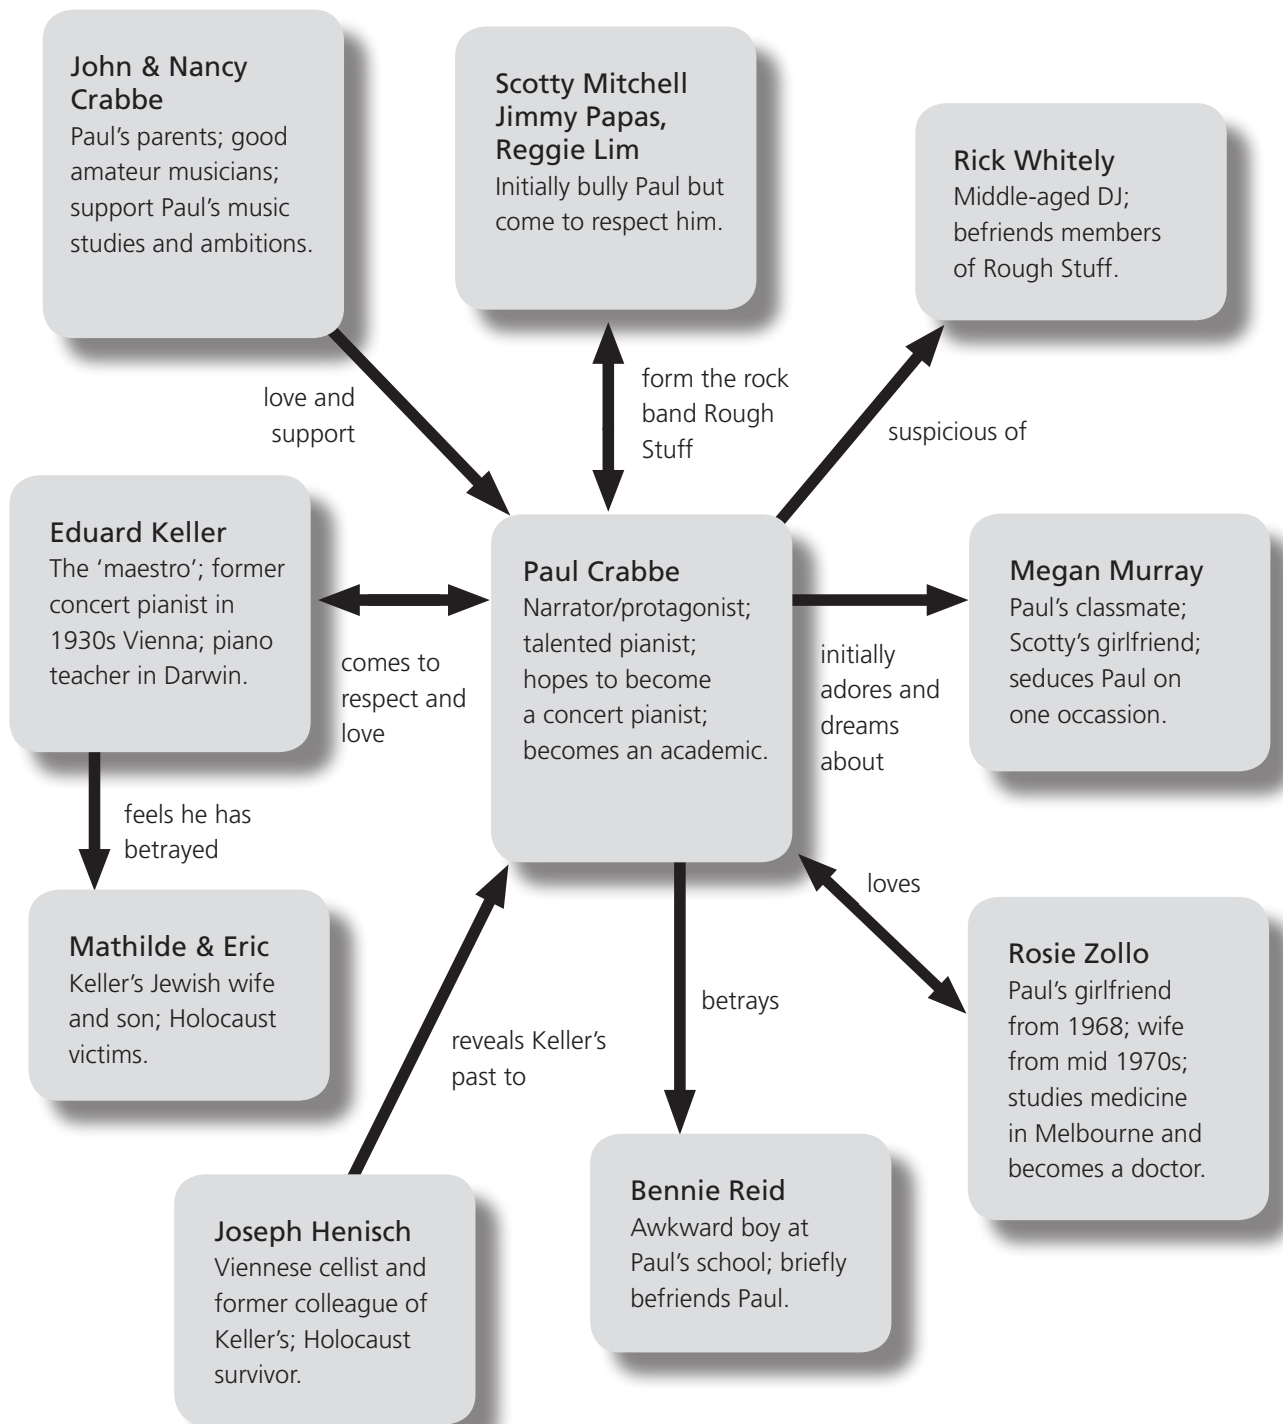 John & Nancy
Crabbe
Paul’s parents; good
amateur musicians;
support Paul’s music
studies and ambitions.
Scotty Mitchell
Jimmy Papas,
Reggie Lim
Initially bully Paul but
come to respect him.
Rick Whitely
Middle-aged DJ;
befriends members
of Rough Stuff.
love and
support
form the rock
band Rough
Stuff
suspicious of
Eduard Keller
The ‘maestro’; former
concert pianist in
1930s Vienna; piano
teacher in Darwin.
comes to
respect and
love
Paul Crabbe
Narrator/protagonist;
talented pianist;
hopes to become
a concert pianist;
becomes an academic.
initially
adores and
dreams
about
Megan Murray
Paul’s classmate;
Scotty’s girlfriend;
seduces Paul on
one occassion.
feels he has
betrayed
loves
Mathilde & Eric
Keller’s Jewish wife
and son; Holocaust
victims.
reveals Keller’s
past to
betrays
Rosie Zollo
Paul’s girlfriend
from 1968; wife
from mid 1970s;
studies medicine
in Melbourne and
becomes a doctor.
Joseph Henisch
Viennese cellist and
former colleague of
Keller’s; Holocaust
survivor.
Bennie Reid
Awkward boy at
Paul’s school; briefly
befriends Paul.